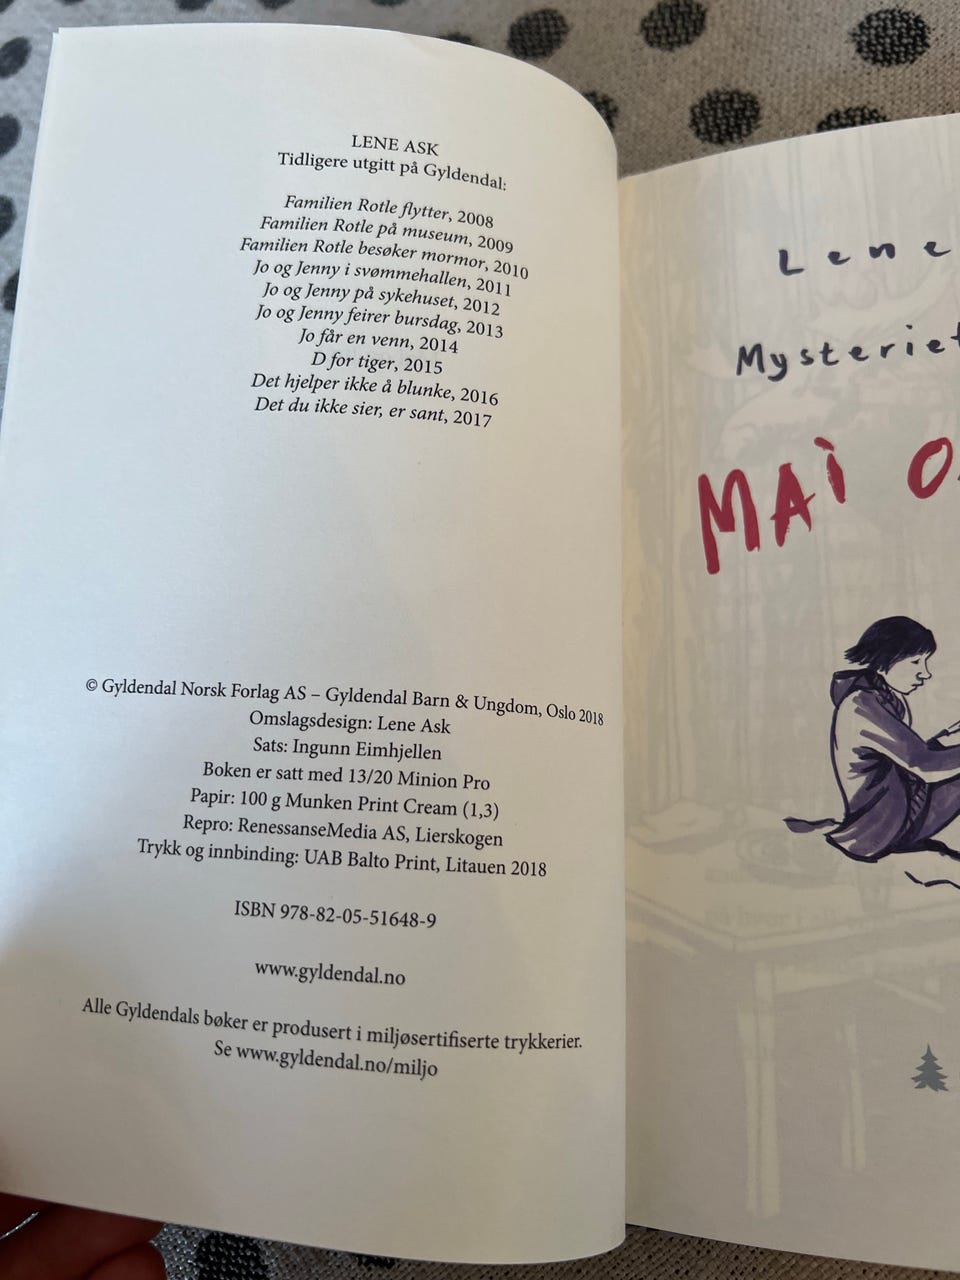 LENE ASK
Tidligere utgitt på Gyldendal:
Familien Rotle flytter, 2008
Familien Rotle på museum, 2009
Familien Rotle besøker mormor, 2010
Jo og Jenny i svømmehallen, 2011
Jo og Jenny på sykehuset, 2012
Jo og Jenny feirer bursdag, 2013
Jo får en venn, 2014
D for tiger, 2015
Det hjelper ikke å blunke, 2016
Det du ikke sier, er sant, 2017
© Gyldendal Norsk Forlag AS – Gyldendal Barn & Ungdom, Oslo 2018
Omslagsdesign: Lene Ask
Sats: Ingunn Eimhjellen
Boken er satt med 13/20 Minion Pro
Papir: 100 g Munken Print Cream (1,3)
Repro: RenessanseMedia AS, Lierskogen
Trykk og innbinding: UAB Balto Print, Litauen 2018
ISBN 978-82-05-51648-9
www.gyldendal.no
Alle Gyldendals bøker er produsert i miljøsertifiserte trykkerier.
Se www.gyldendal.no/miljo
Lene
Mysteriet
MAI